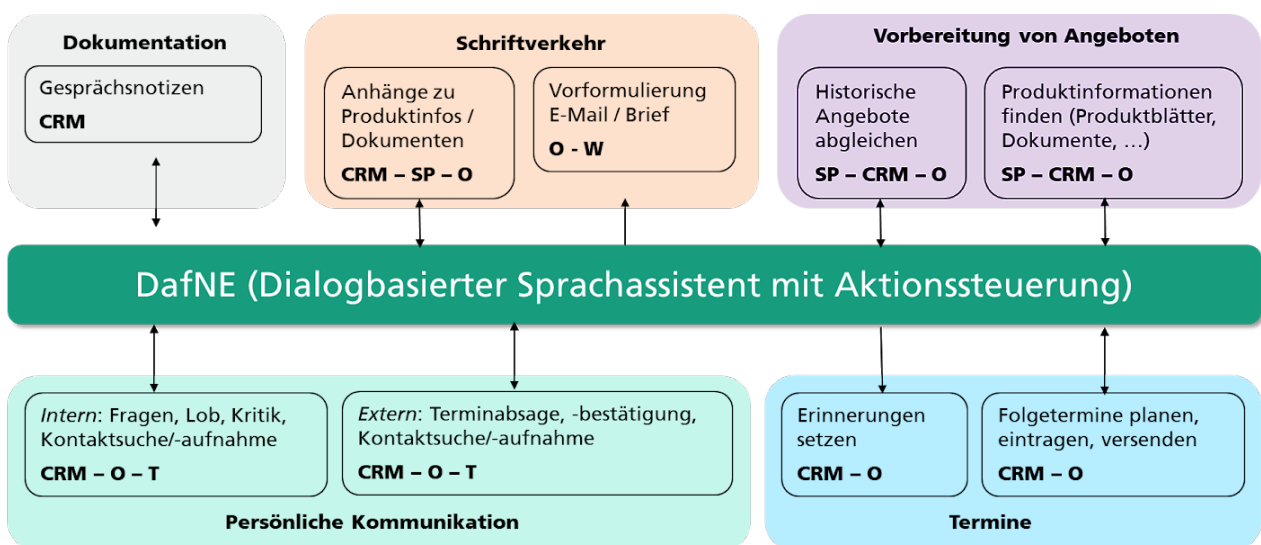 Dokumentation
Gesprächsnotizen
CRM
Schriftverkehr
Anhänge zu
Produktinfos /
Dokumenten
CRM – SP – O
Vorformulierung
E-Mail / Brief
O - W
Vorbereitung von Angeboten
Historische
Angebote
abgleichen
SP – CRM – O
Produktinformationen
finden (Produktblätter,
Dokumente, …)
SP – CRM – O
DafNE (Dialogbasierter Sprachassistent mit Aktionssteuerung)
Intern: Fragen, Lob, Kritik,
Kontaktsuche/-aufnahme
CRM – O – T
Extern: Terminabsage, -bestätigung,
Kontaktsuche/-aufnahme
CRM – O – T
Persönliche Kommunikation
Erinnerungen
setzen
CRM – O
Folgetermine planen,
eintragen, versenden
CRM – O
Termine